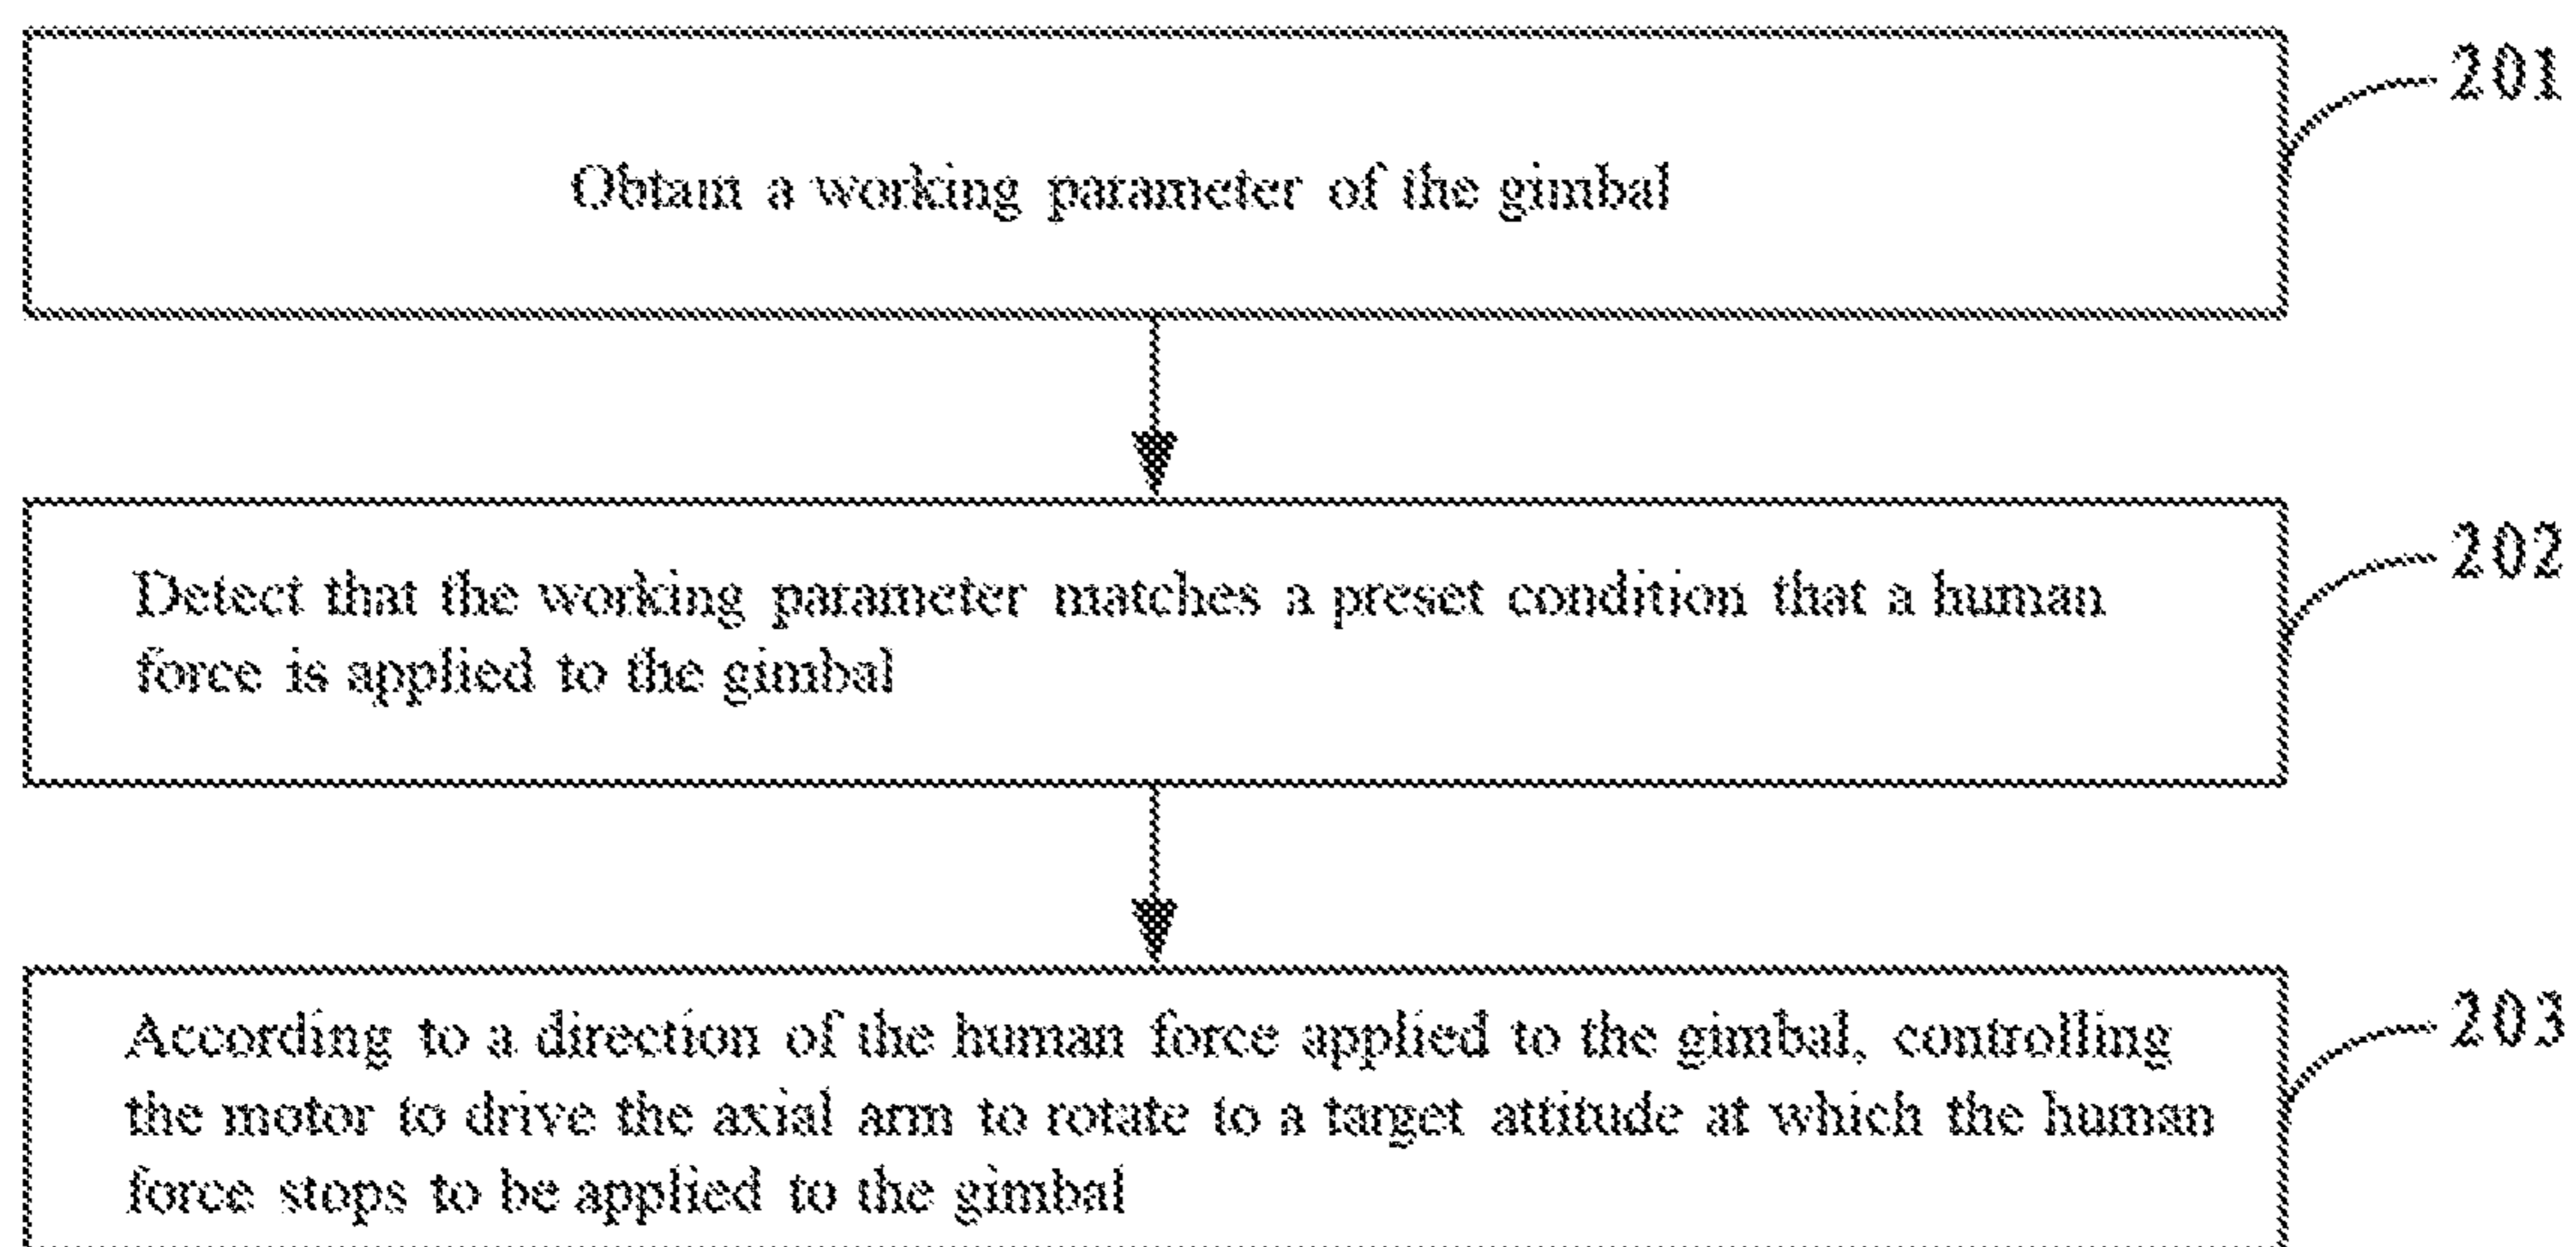 201
Obtain a working parameter of the gimbal
202
Detect that the working parameter matches a preset condition that a human
force is applied to the gimbal
203
According to a direction of the human force applied to the gimbal, controlling
the motor to drive the axial arm to rotate to a target attitude at which the human
force stops to be applied to the gimbal